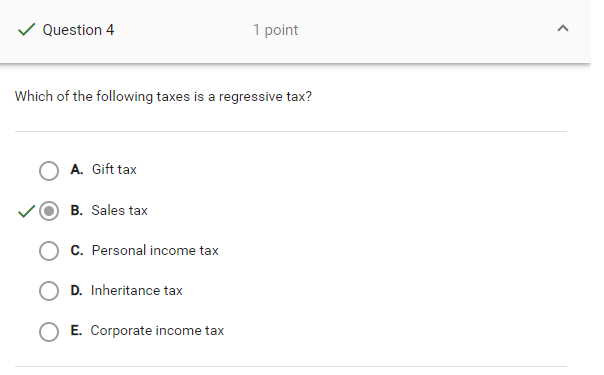 Question 4 1 point
Which of the following taxes is a regressive tax?
A. Gift tax
B. Sales tax
C. Personal income tax
D. Inheritance tax
E. Corporate income tax